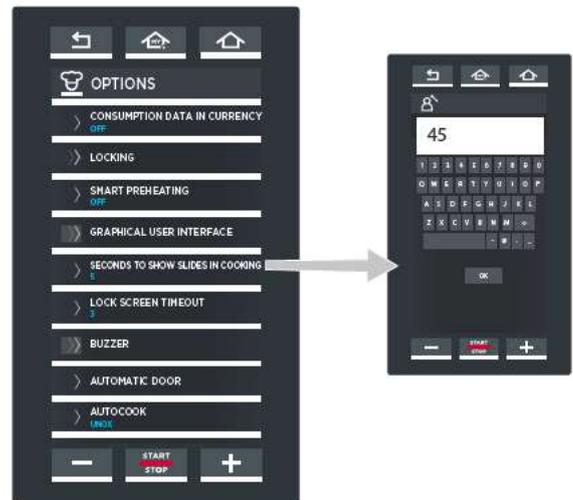 MY
OPTIONS
CONSUMPTION DATA IN CURRENCY
OFF
LOCKING
SMART PREHEATING
OFF
GRAPHICAL USER INTERFACE
SECONDS TO SHOW SLIDES IN COOKING
5
LOCK SCREEN TIMEOUT
3
BUZZER
AUTOMATIC DOOR
AUTOCOOK
UNOX
START
STOP
45
1 2 3 4 5 6 7 8 9 0
Q W E R T Y U I O P
A S D F G H J K L
Z X C V B N M
OK
START
STOP